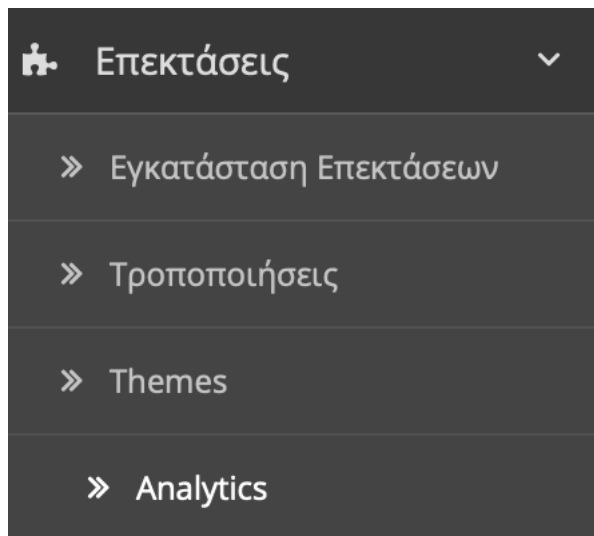 Επεκτάσεις
Εγκατάσταση Επεκτάσεων
Τροποποιήσεις
Themes
Analytics